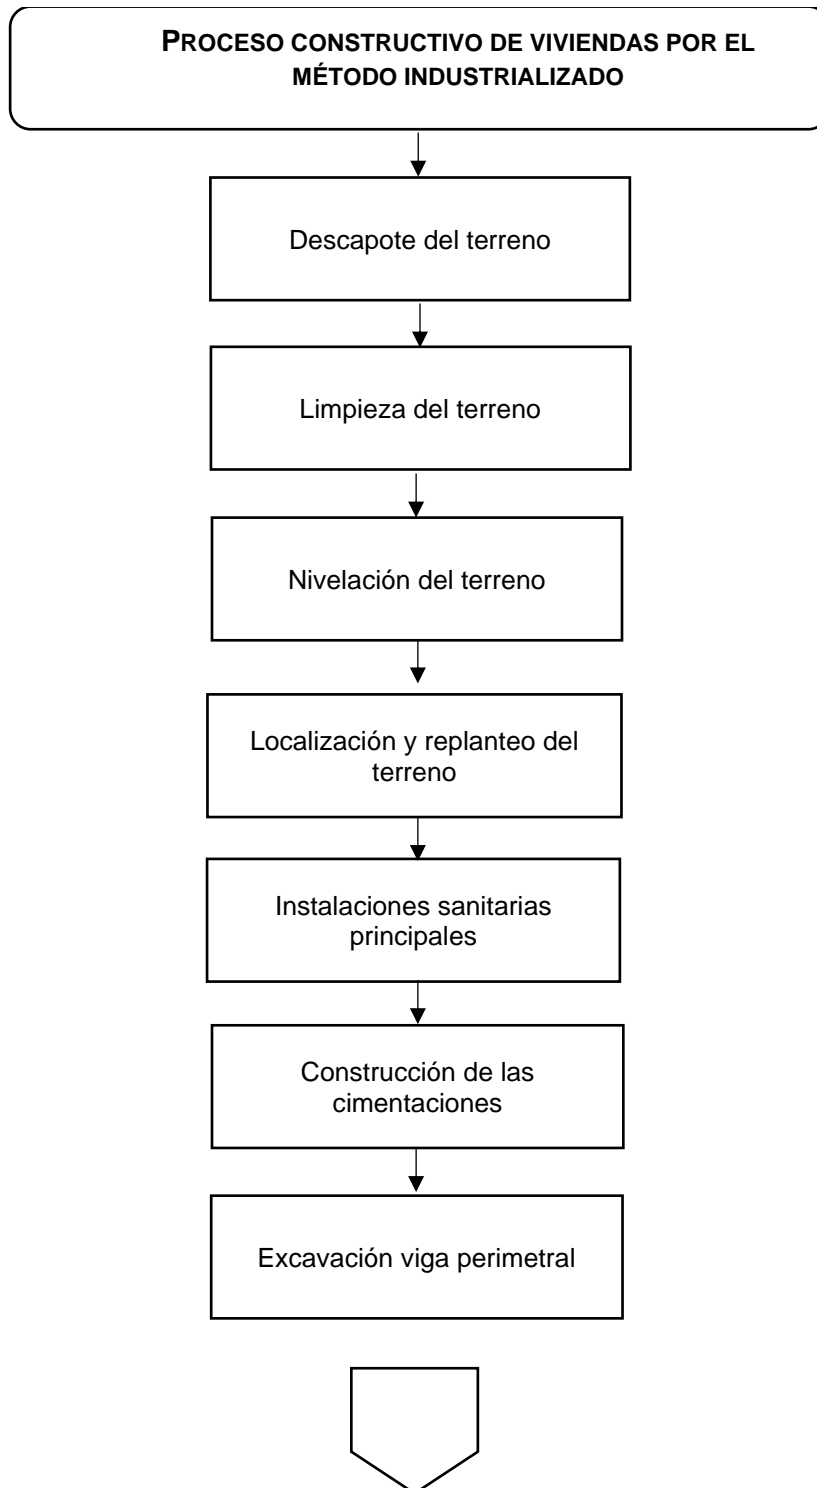 PROCESO CONSTRUCTIVO DE VIVIENDAS POR EL
MÉTODO INDUSTRIALIZADO
Descapote del terreno
Limpieza del terreno
Nivelación del terreno
Localización y replanteo del
terreno
Instalaciones sanitarias
principales
Construcción de las
cimentaciones
Excavación viga perimetral